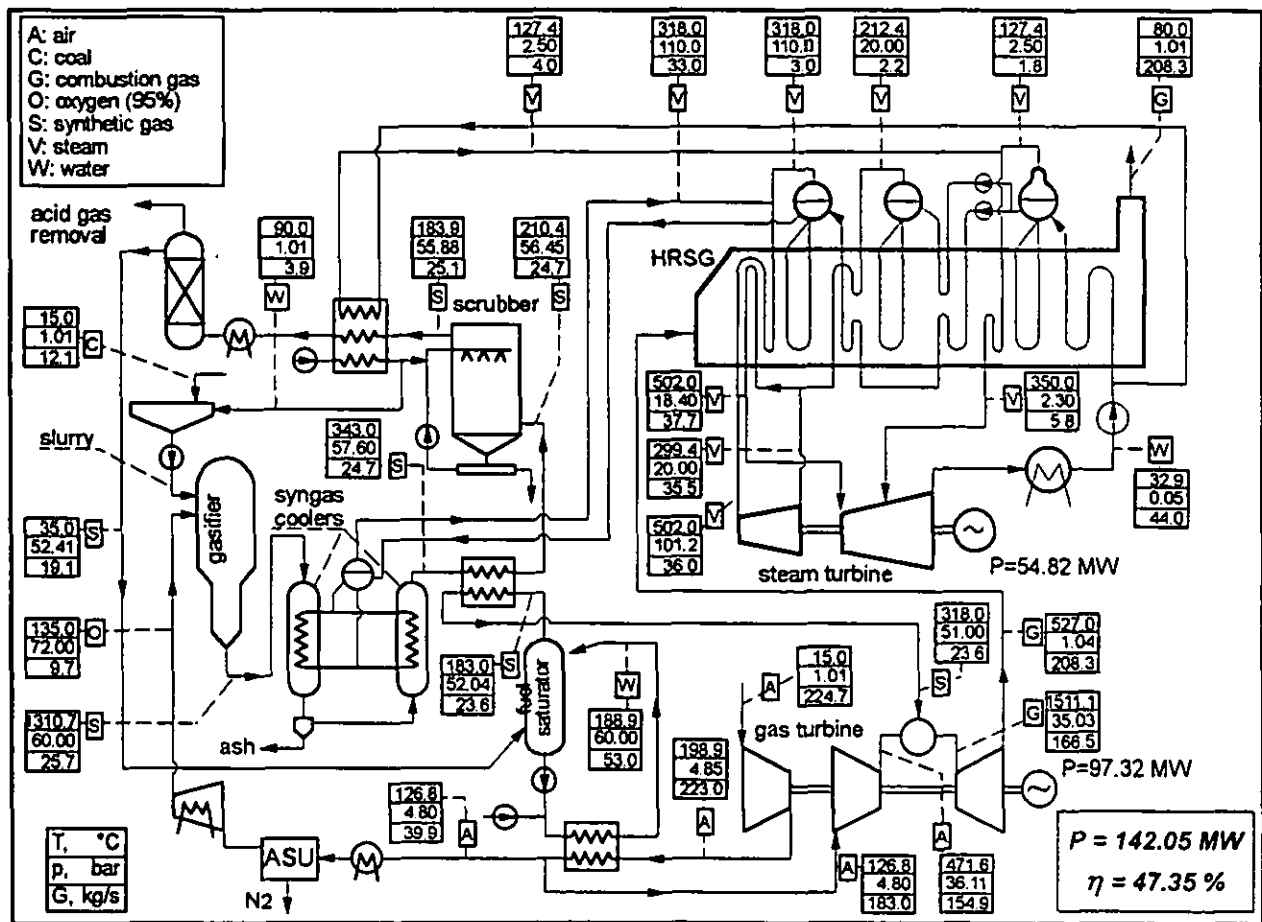 A: air
C: coal
G: combustion gas
O: oxygen (95%)
S: synthetic gas
V: steam
W: water
127.4
2.50
4.0
V
318.0
110.0
33.0
V
318.0
110.0
3.0
V
212.4
20.00
2.2
V
127.4
2.50
1.8
V
80.0
1.01
208.3
G
acid gas
removal
90.0
1.01
3.9
W
183.9
55.88
25.1
S
210.4
56.45
24.7
S
scrubber
HRSG
15.0
1.01
12.1
C
slurry
343.0
57.60
24.7
S
502.0
18.40
37.7
V
350.0
2.30
5.8
V
299.4
20.00
35.5
V
W
32.9
0.05
44.0
502.0
101.2
36.0
V
steam turbine
P=54.82 MW
gasifier
syngas
coolers
35.0
52.41
19.1
S
135.0
72.00
9.7
O
1310.7
60.00
25.7
S
ash
183.0
52.04
23.6
S
fuel
saturator
W
188.9
60.00
53.0
15.0
1.01
224.7
A
318.0
51.00
23.6
S
527.0
1.04
208.3
G
1511.1
35.03
166.5
G
gas turbine
P=97.32 MW
198.9
4.85
223.0
A
126.8
4.80
39.9
A
126.8
4.80
183.0
A
471.6
36.11
154.9
A
ASU
N2
T, °C
p, bar
G, kg/s
P = 142.05 MW
η = 47.35 %